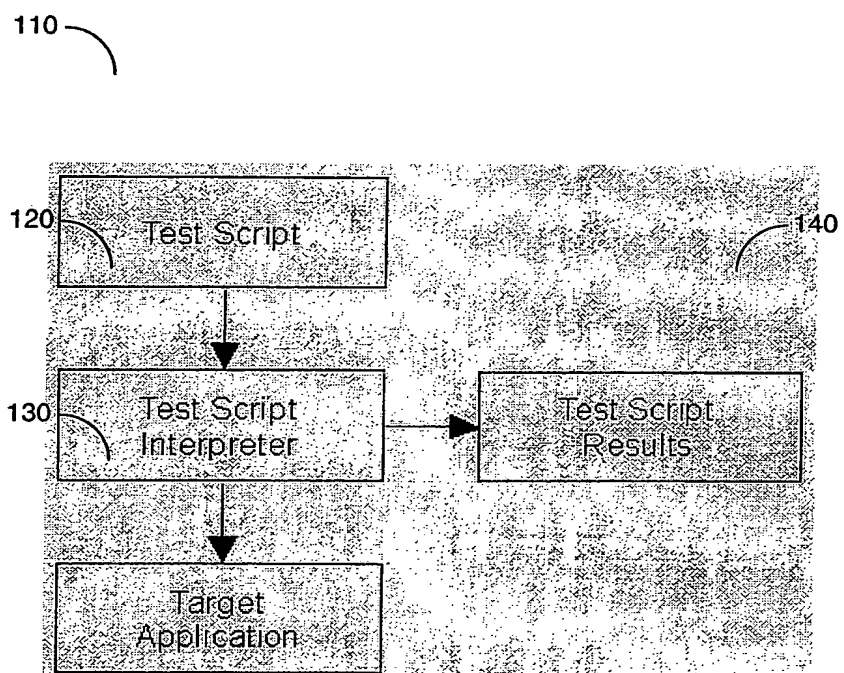 110
120
Test Script
140
130
Test Script
Interpreter
Test Script
Results
Target
Application